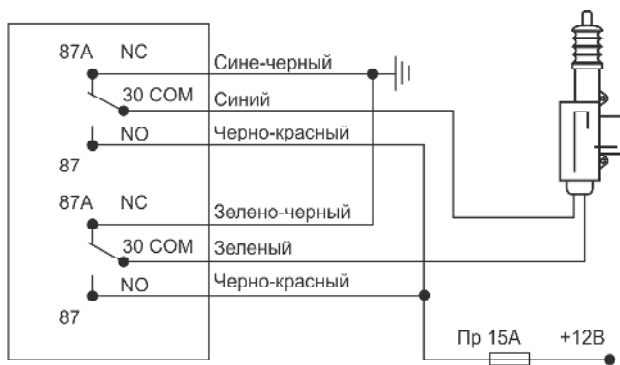 87A NC
Сине-черный
30 COM
Синий
NO
Черно-красный
87
87A NC
Зелено-черный
30 COM
Зеленый
NO
Черно-красный
87
Пр 15А +12В